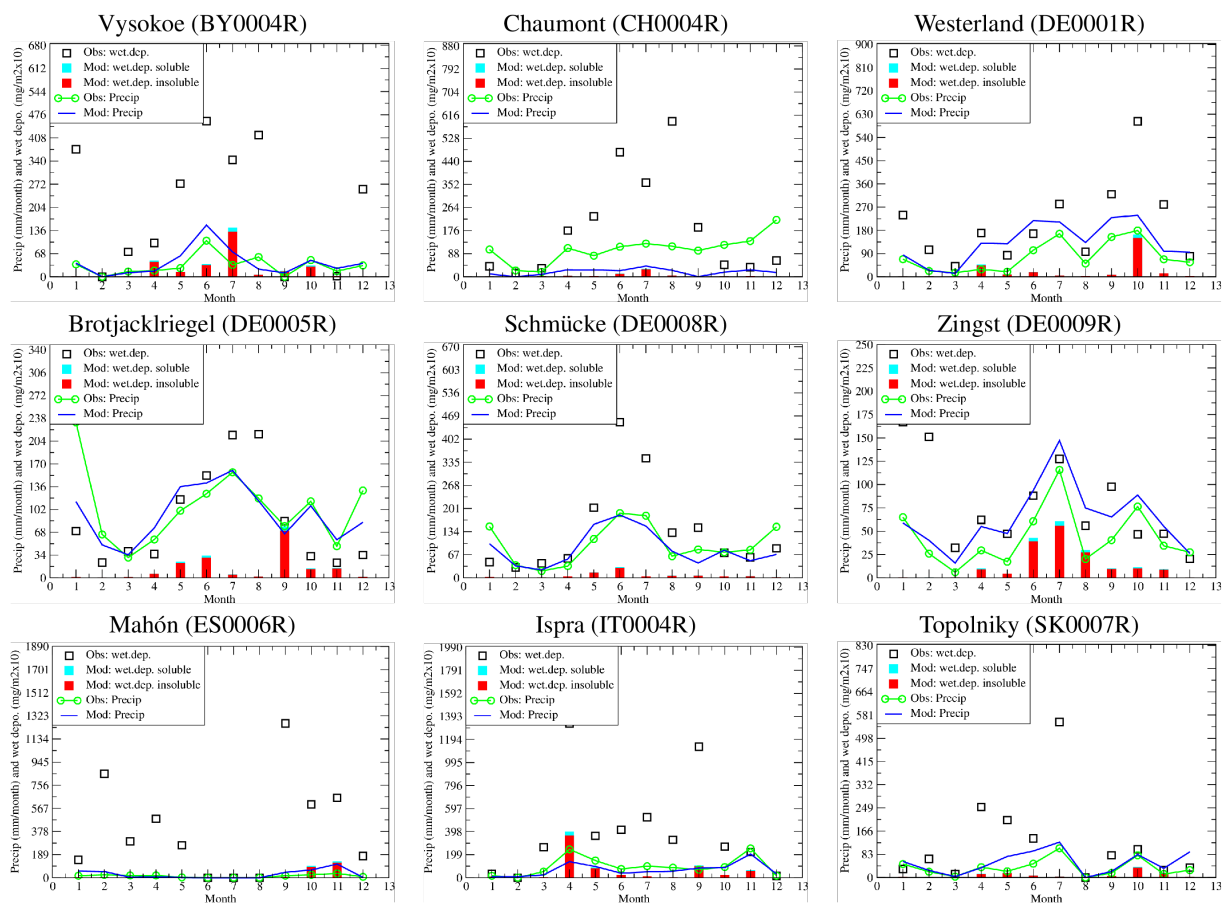 Vysokoe (BY0004R)
Precip (mm/month) and wet depo. (mg/m2x10)
680
612
544
476
408
340
272
204
136
68
0
Obs: wet.dep.
Mod: wet.dep. soluble
Mod: wet.dep. insoluble
Obs: Precip
Mod: Precip
0 1 2 3 4 5 6 7 8 9 10 11 12 13
Month
Chaumont (CH0004R)
Precip (mm/month) and wet depo. (mg/m2x10)
880
792
704
616
528
440
352
264
176
88
0
Obs: wet.dep.
Mod: wet.dep. soluble
Mod: wet.dep. insoluble
Obs: Precip
Mod: Precip
0 1 2 3 4 5 6 7 8 9 10 11 12 13
Month
Westerland (DE0001R)
Precip (mm/month) and wet depo. (mg/m2x10)
900
810
720
630
540
450
360
270
180
90
0
Obs: wet.dep.
Mod: wet.dep. soluble
Mod: wet.dep. insoluble
Obs: Precip
Mod: Precip
0 1 2 3 4 5 6 7 8 9 10 11 12 13
Month
Brotjacklriegel (DE0005R)
Precip (mm/month) and wet depo. (mg/m2x10)
340
306
272
238
204
170
136
102
68
34
0
Obs: wet.dep.
Mod: wet.dep. soluble
Mod: wet.dep. insoluble
Obs: Precip
Mod: Precip
0 1 2 3 4 5 6 7 8 9 10 11 12 13
Month
Schmücke (DE0008R)
Precip (mm/month) and wet depo. (mg/m2x10)
670
603
536
469
402
335
268
201
134
67
0
Obs: wet.dep.
Mod: wet.dep. soluble
Mod: wet.dep. insoluble
Obs: Precip
Mod: Precip
0 1 2 3 4 5 6 7 8 9 10 11 12 13
Month
Zingst (DE0009R)
Precip (mm/month) and wet depo. (mg/m2x10)
250
225
200
175
150
125
100
75
50
25
0
Obs: wet.dep.
Mod: wet.dep. soluble
Mod: wet.dep. insoluble
Obs: Precip
Mod: Precip
0 1 2 3 4 5 6 7 8 9 10 11 12 13
Month
Mahón (ES0006R)
Precip (mm/month) and wet depo. (mg/m2x10)
1890
1701
1512
1323
1134
945
756
567
378
189
0
Obs: wet.dep.
Mod: wet.dep. soluble
Mod: wet.dep. insoluble
Obs: Precip
Mod: Precip
0 1 2 3 4 5 6 7 8 9 10 11 12 13
Month
Ispra (IT0004R)
Precip (mm/month) and wet depo. (mg/m2x10)
1990
1791
1592
1393
1194
995
796
597
398
199
0
Obs: wet.dep.
Mod: wet.dep. soluble
Mod: wet.dep. insoluble
Obs: Precip
Mod: Precip
0 1 2 3 4 5 6 7 8 9 10 11 12 13
Month
Topolniky (SK0007R)
Precip (mm/month) and wet depo. (mg/m2x10)
830
747
664
581
498
415
332
249
166
83
0
Obs: wet.dep.
Mod: wet.dep. soluble
Mod: wet.dep. insoluble
Obs: Precip
Mod: Precip
0 1 2 3 4 5 6 7 8 9 10 11 12 13
Month